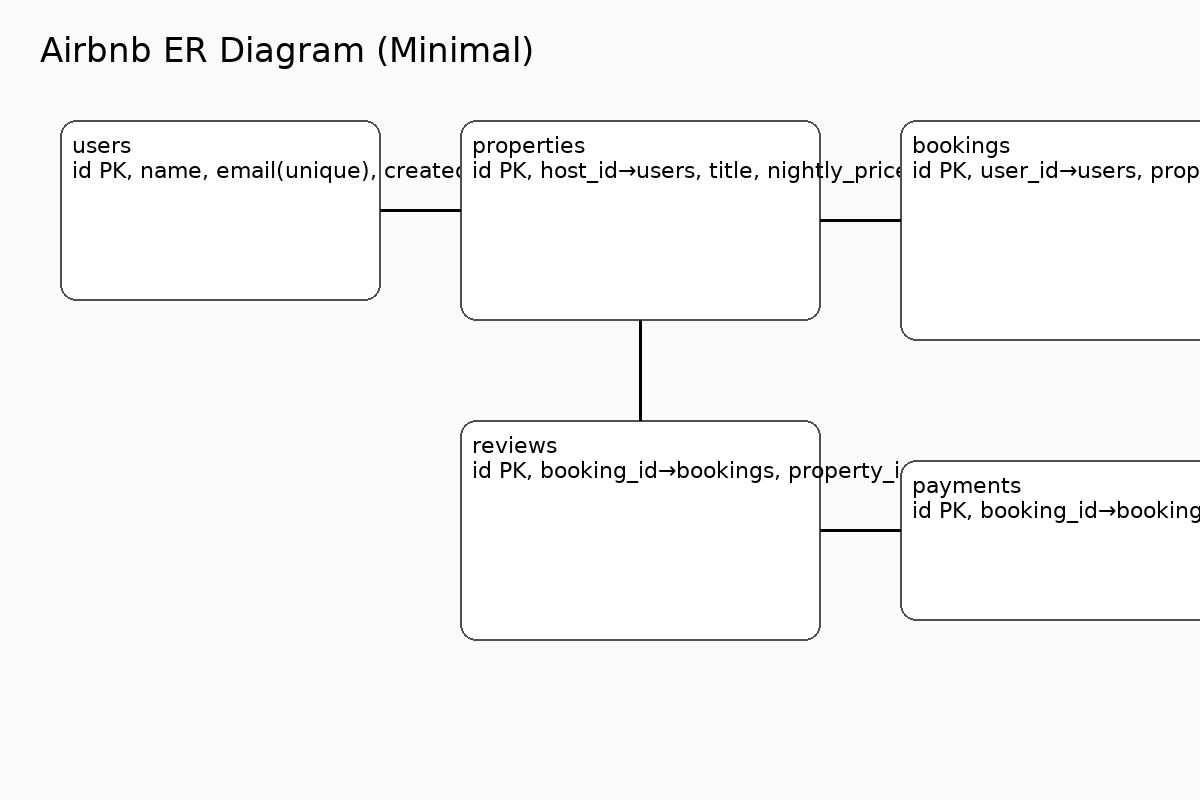 Airbnb ER Diagram (Minimal)
users
id PK, name, email(unique), created
properties
id PK, host_id→users, title, nightly_price
bookings
id PK, user_id→users, prop
reviews
id PK, booking_id→bookings, property_i
payments
id PK, booking_id→booking